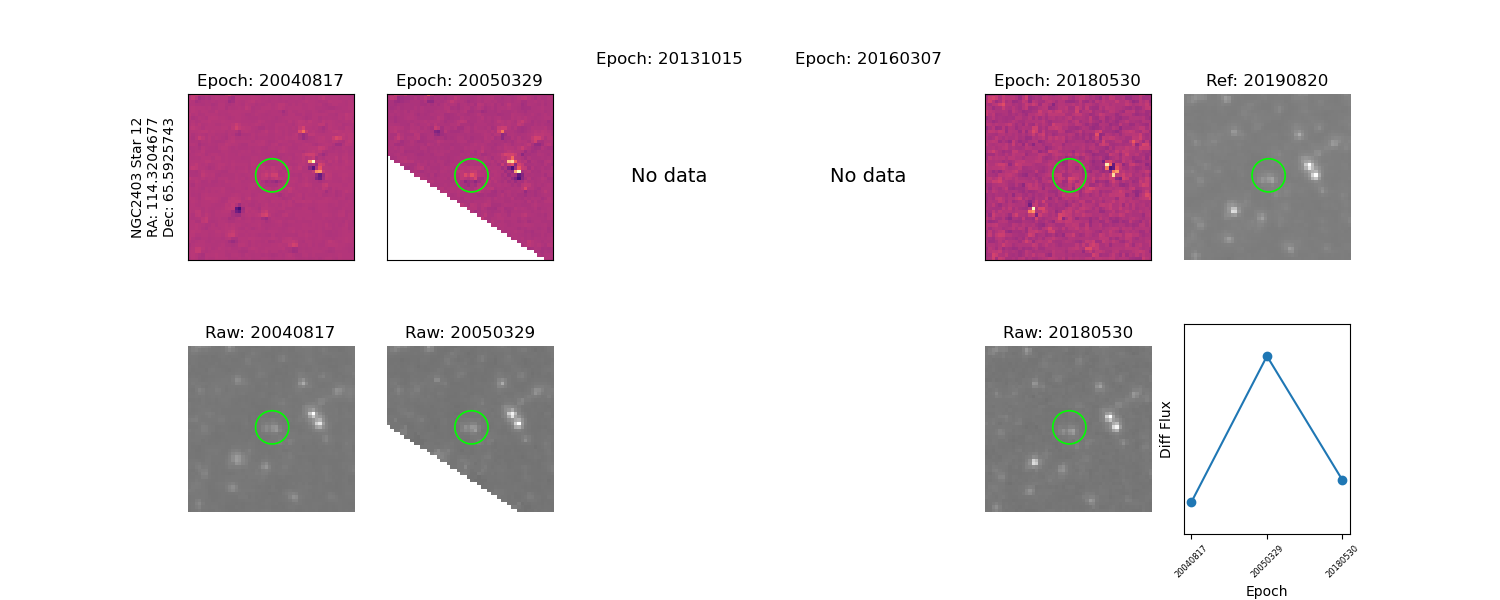 Epoch: 20131015
Epoch: 20160307
Epoch: 20040817
Epoch: 20050329
Epoch: 20180530
Ref: 20190820
NGC2403 Star 12
RA: 114.3204677
Dec: 65.5925743
No data
No data
Raw: 20040817
Raw: 20050329
Raw: 20180530
Diff Flux
20040817
20050329
20180530
Epoch